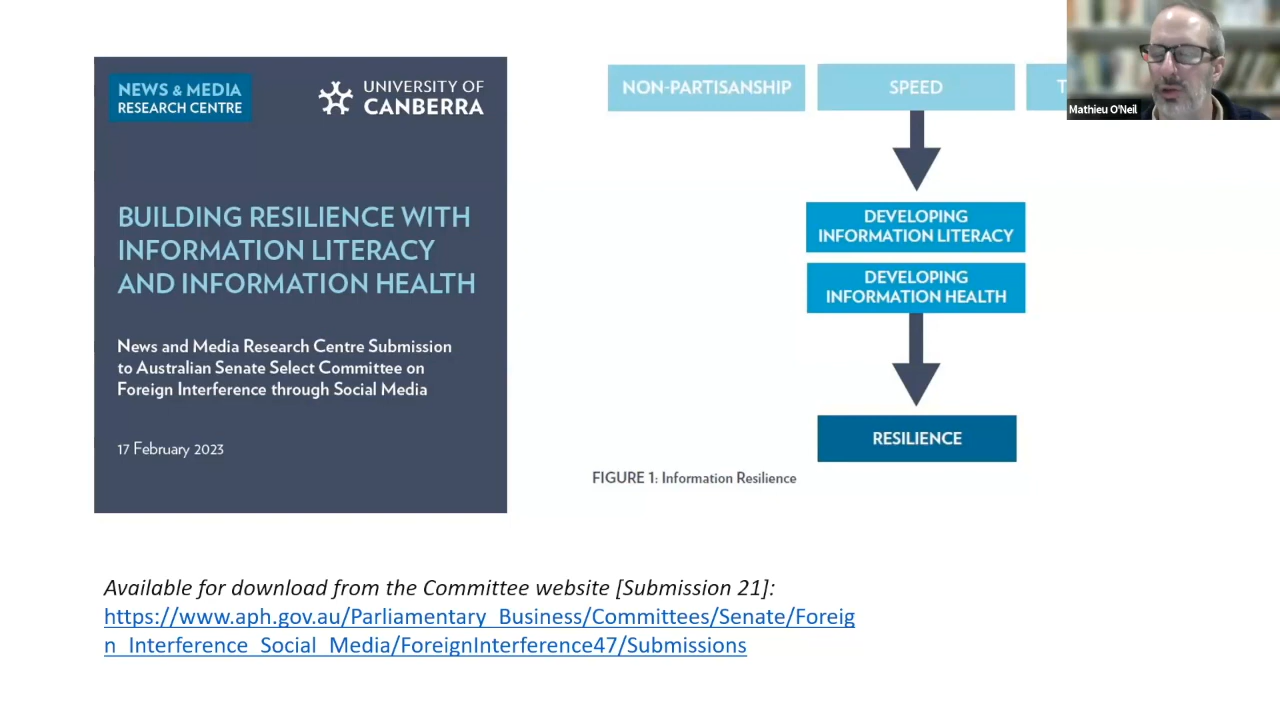 NEWS & MEDIA
RESEARCH CENTRE
UNIVERSITY OF
CANBERRA
BUILDING RESILIENCE WITH
INFORMATION LITERACY
AND INFORMATION HEALTH
News and Media Research Centre Submission
to Australian Senate Select Committee on
Foreign Interference through Social Media
17 February 2023
NON-PARTISANSHIP
SPEED
Mathieu O'Neil
DEVELOPING
INFORMATION LITERACY
DEVELOPING
INFORMATION HEALTH
RESILIENCE
FIGURE 1: Information Resilience
Available for download from the Committee website [Submission 21]:
https://www.aph.gov.au/Parliamentary_Business/Committees/Senate/Foreig
n_Interference_Social_Media/ForeignInterference47/Submissions